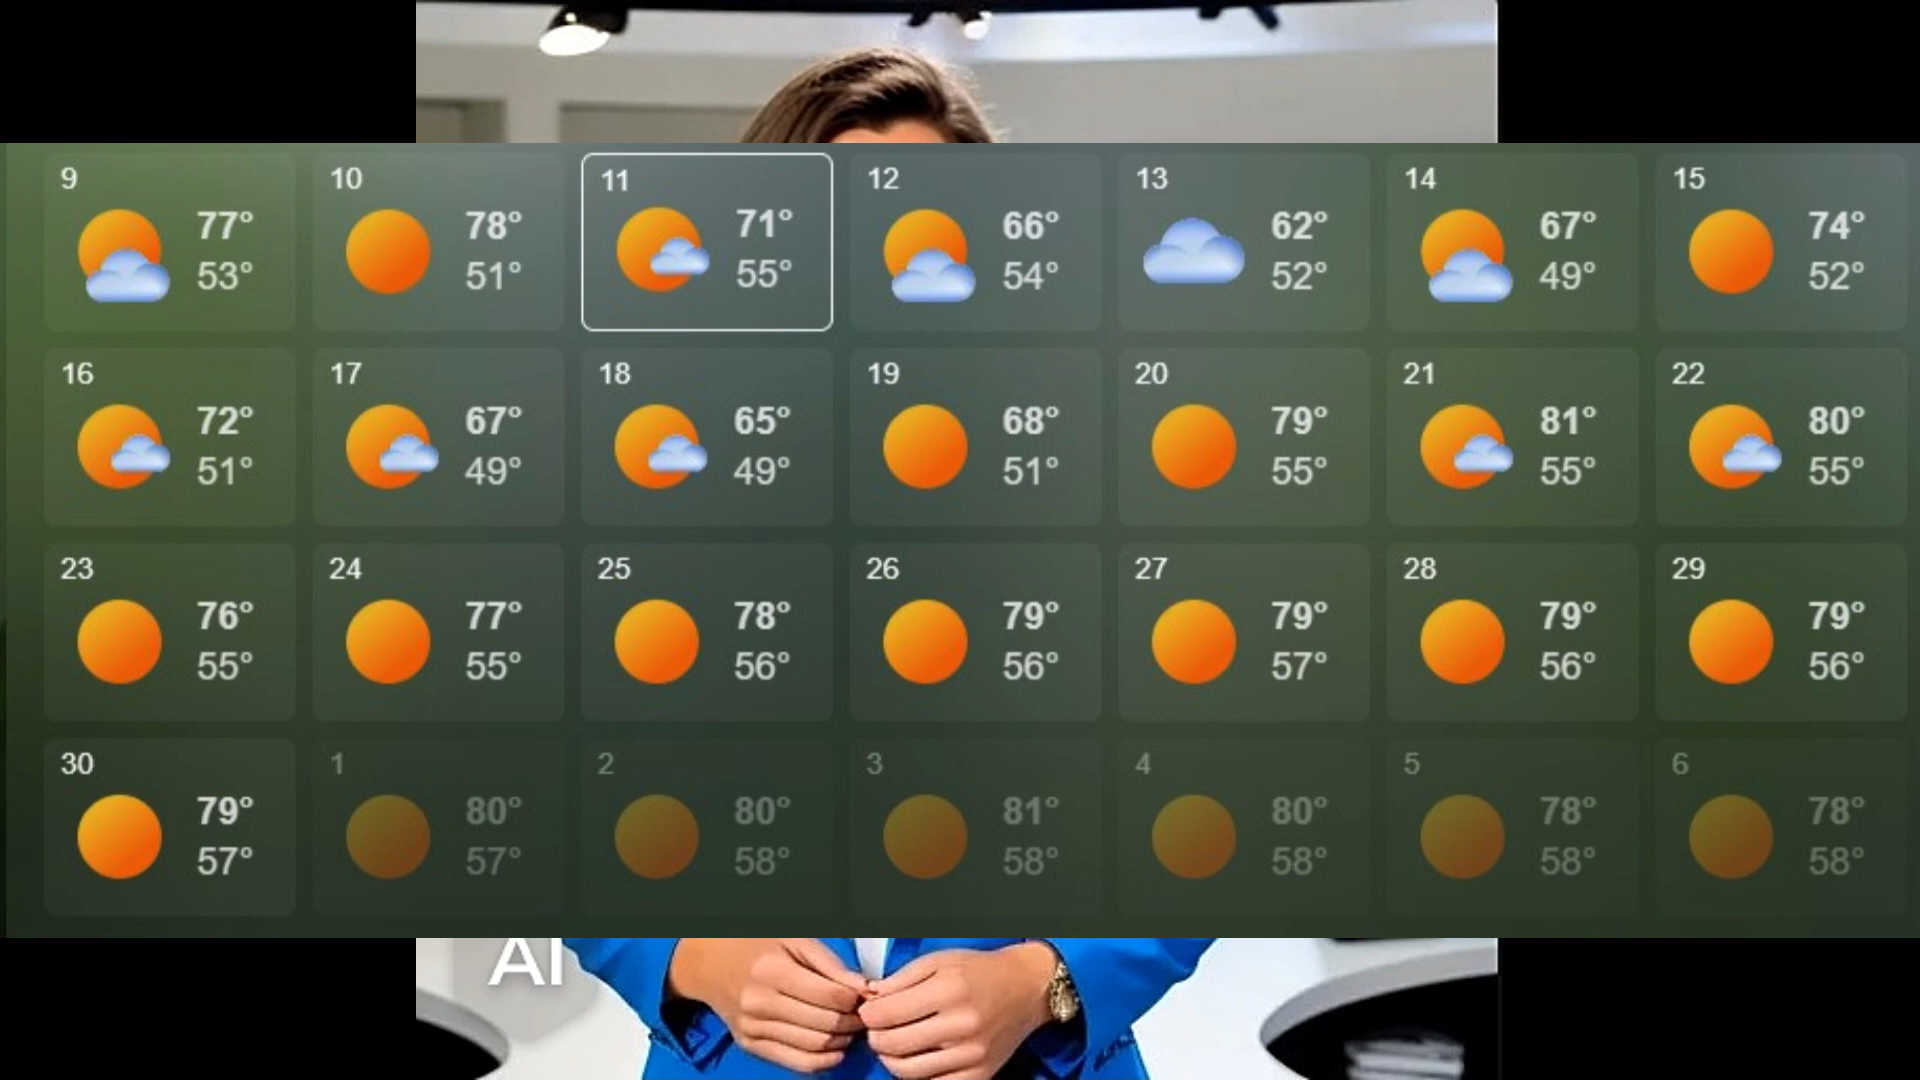 9 10 11 12 13 14 15
77° 78° 71° 66° 62° 67° 74°
53° 51° 55° 54° 52° 49° 52°
16 17 18 19 20 21 22
72° 67° 65° 68° 79° 81° 80°
51° 49° 49° 51° 55° 55° 55°
23 24 25 26 27 28 29
76° 77° 78° 79° 79° 79° 79°
55° 55° 56° 56° 57° 56° 56°
30 1 2 3 4 5 6
79° 80° 80° 81° 80° 78° 78°
57° 57° 58° 58° 58° 58° 58°
AI